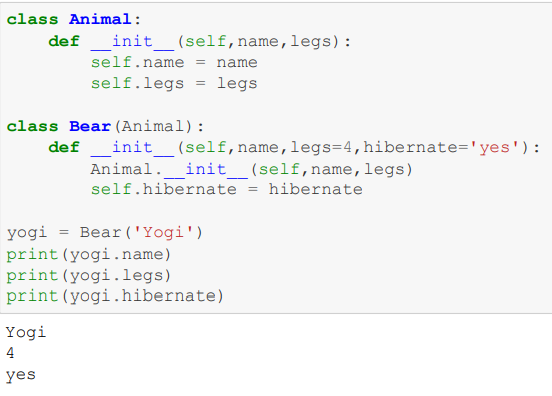 class Animal:
    def __init__(self,name,legs):
        self.name = name
        self.legs = legs

class Bear(Animal):
    def __init__(self,name,legs=4,hibernate='yes'):
        Animal.__init__(self,name,legs)
        self.hibernate = hibernate

yogi = Bear('Yogi')
print(yogi.name)
print(yogi.legs)
print(yogi.hibernate)
Yogi
4
yes